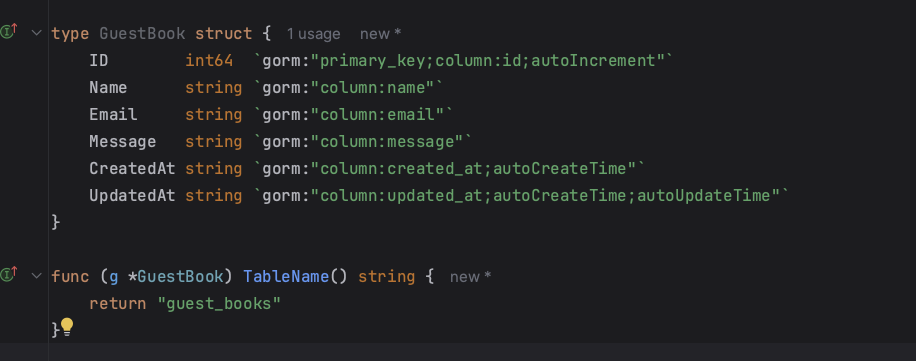 type GuestBook struct { 1 usage new *
ID int64 `gorm:"primary_key;column:id;autoIncrement"`
Name string `gorm:"column:name"`
Email string `gorm:"column:email"`
Message string `gorm:"column:message"`
CreatedAt string `gorm:"column:created_at;autoCreateTime"`
UpdatedAt string `gorm:"column:updated_at;autoCreateTime;autoUpdateTime"`
}
func (g *GuestBook) TableName() string { new *
return "guest_books"
}